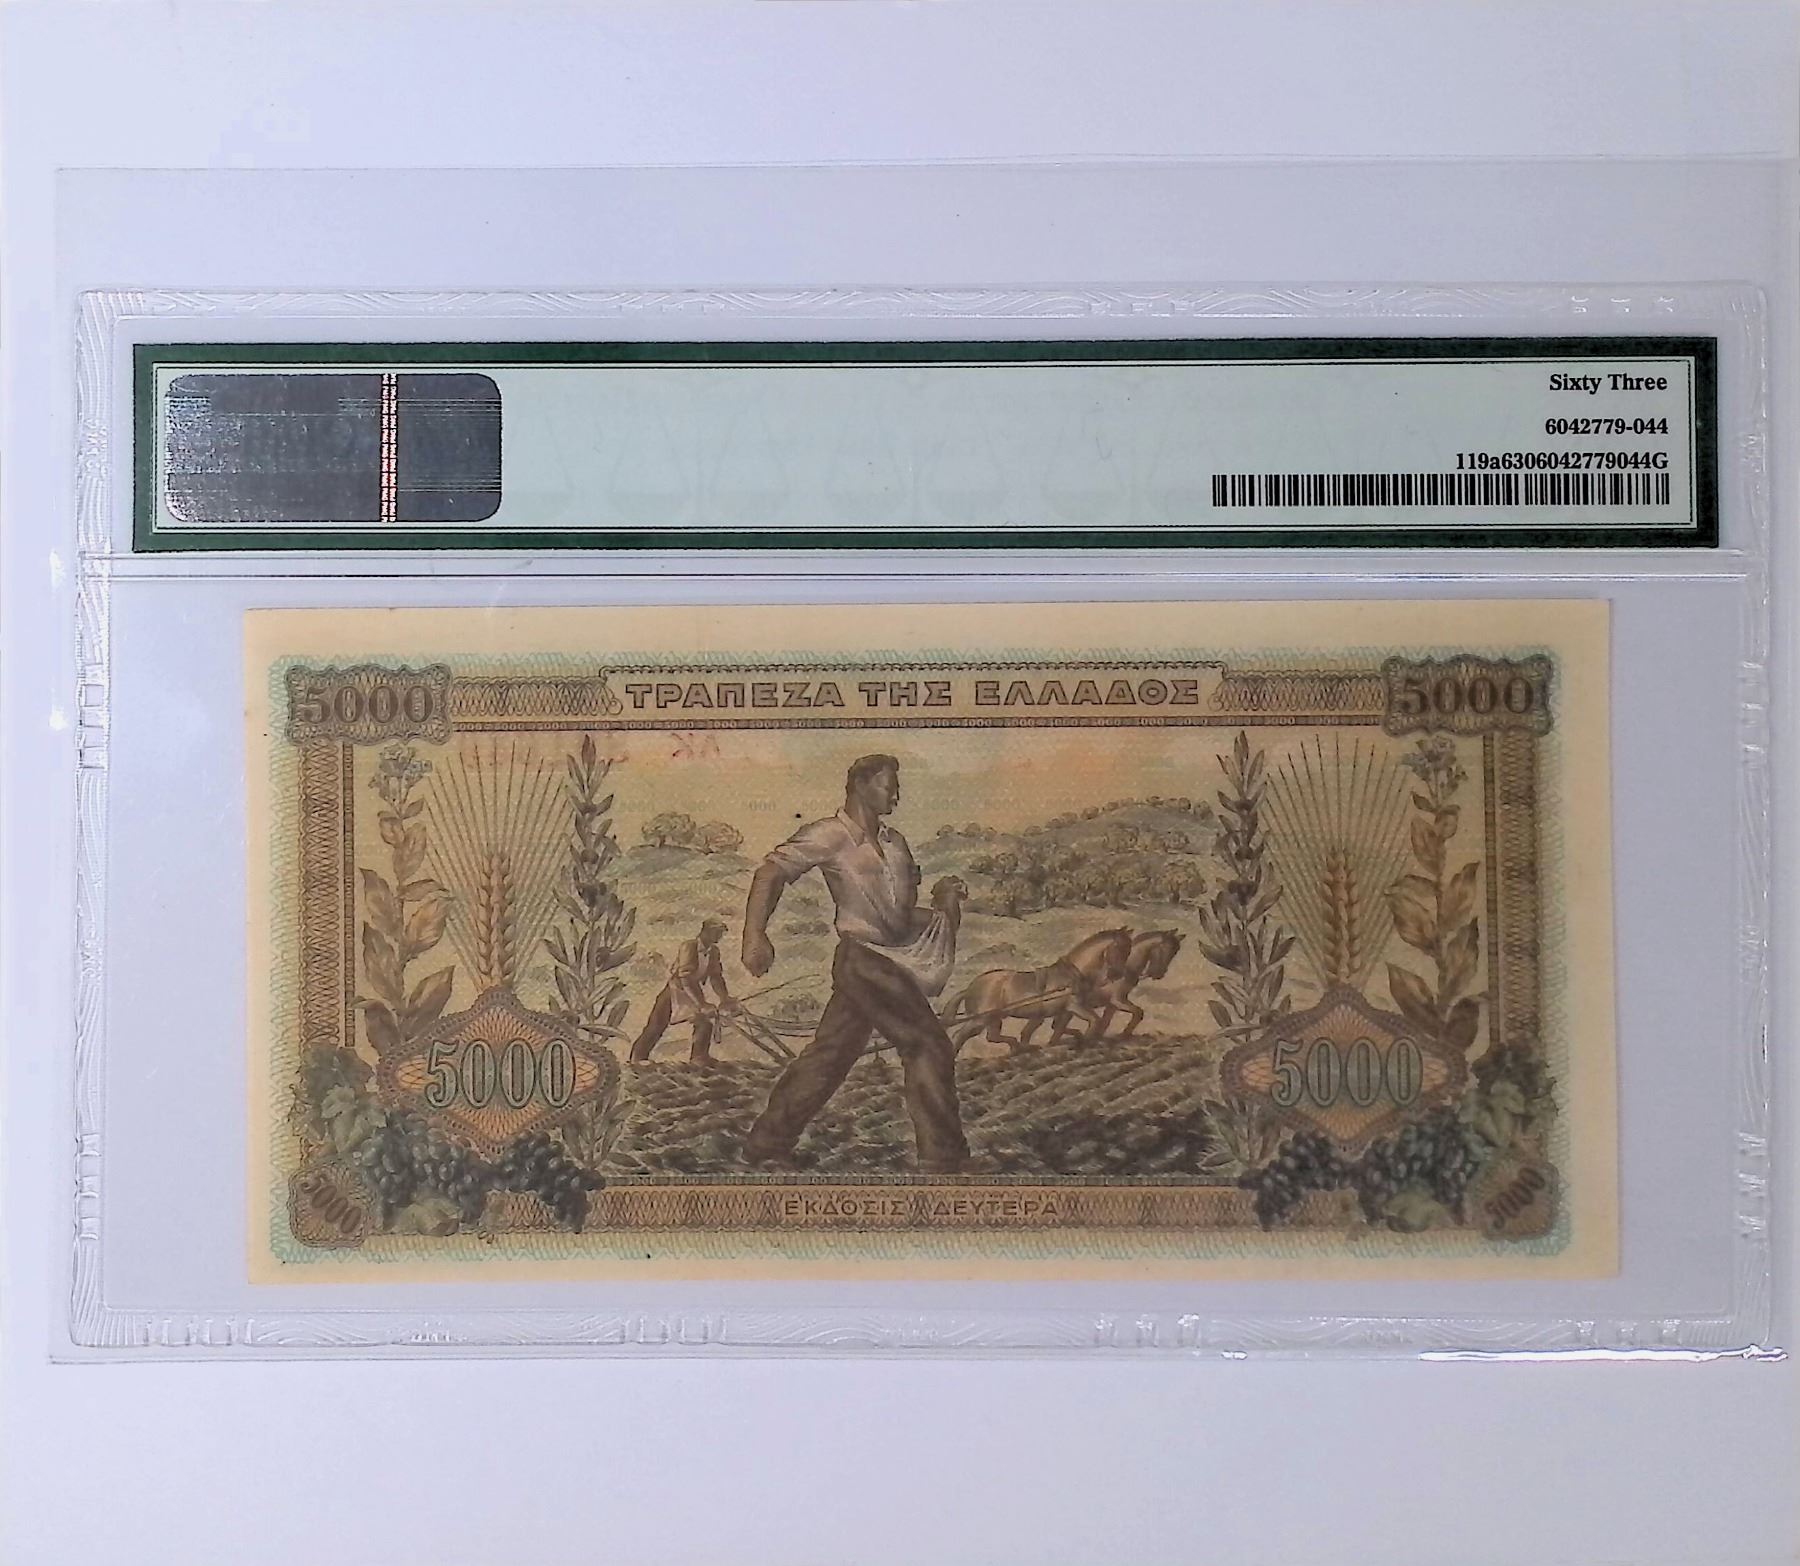 Sixty Three
6042779-044
119a6306042779044G
5000 ΤΡΑΠΕΖΑ ΤΗΣ ΕΛΛΑΔΟΣ 5000
5000 5000
5000 ΕΚΔΟΣΙΣ ΔΕΥΤΕΡΑ 5000